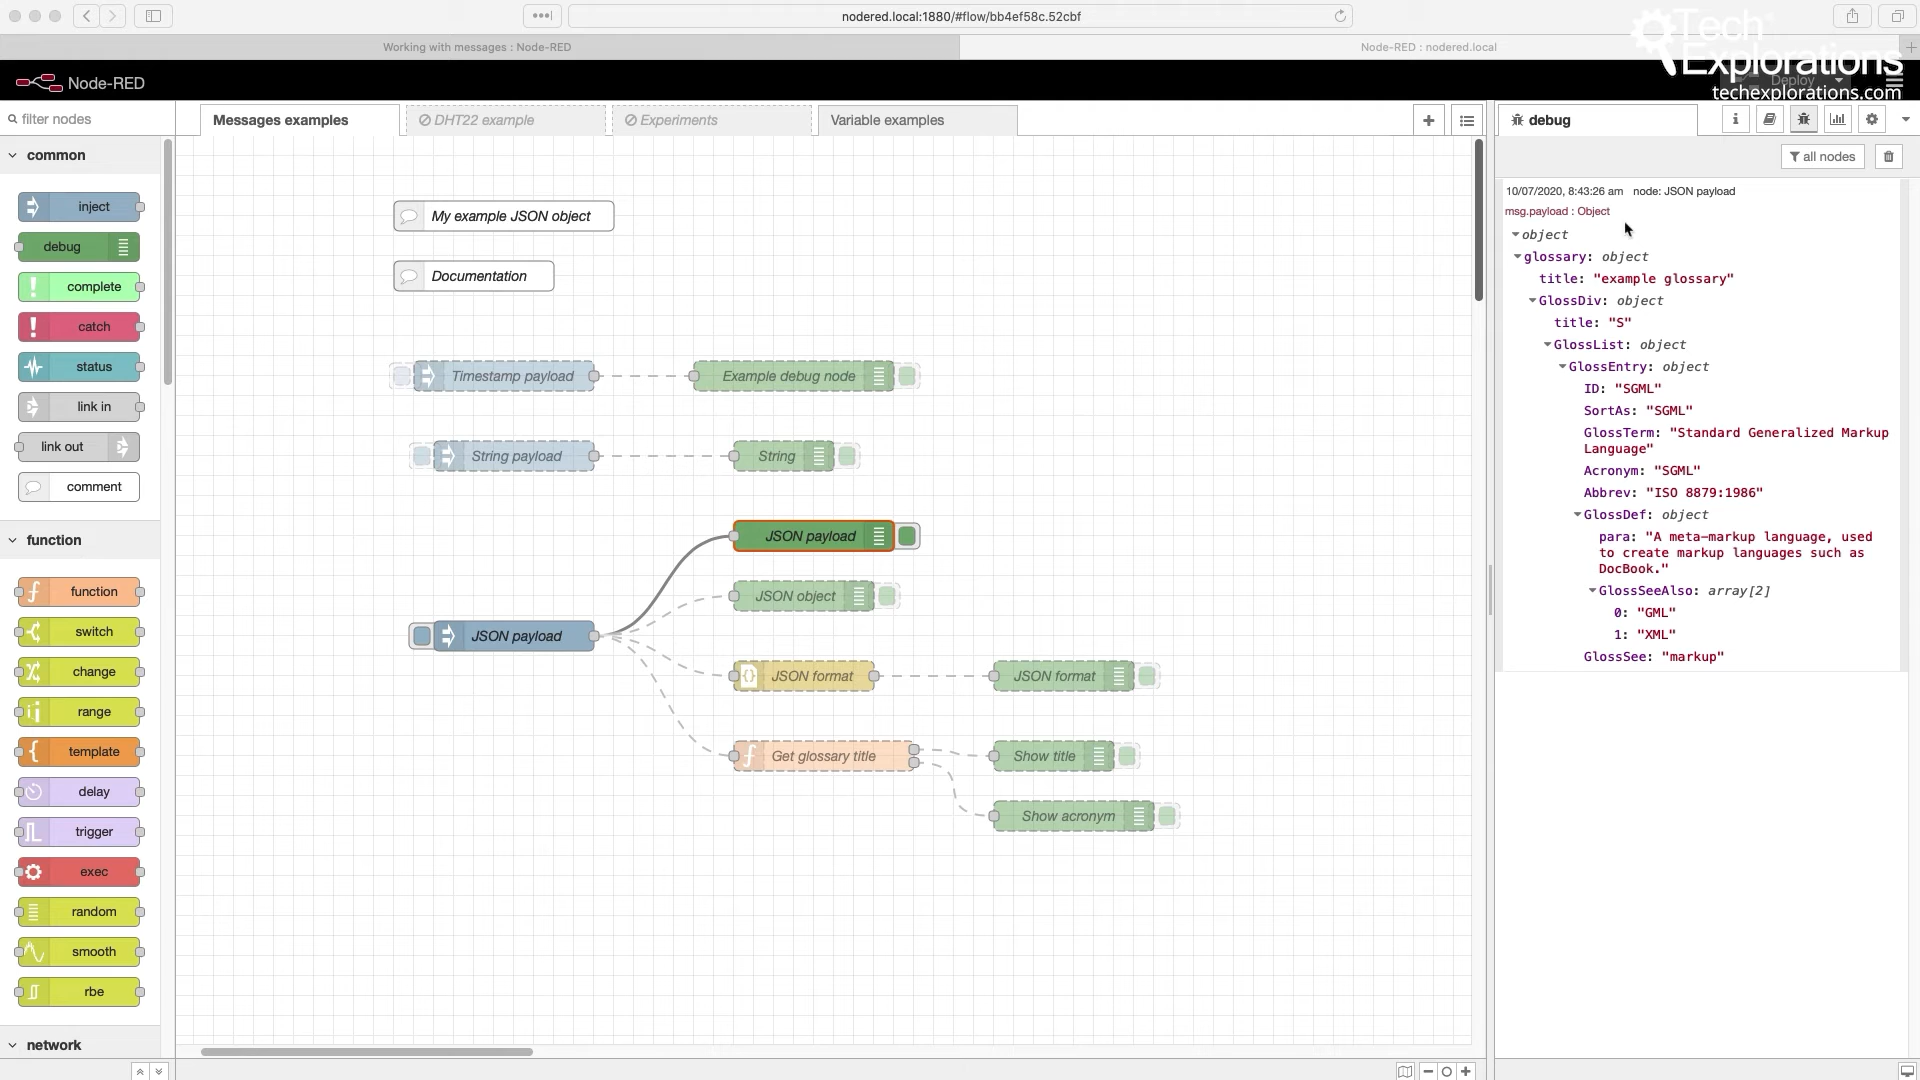 nodered.local:1880/#flow/bb4ef58c.52cbf
Working with messages : Node-RED
Node-RED : nodered.local
Tech
Explorations
techexplorations.com
Node-RED
Deploy
filter nodes
Messages examples
DHT22 example
Experiments
Variable examples
debug
all nodes
common
inject
debug
complete
catch
status
link in
link out
comment
function
function
switch
change
range
template
delay
trigger
exec
random
smooth
rbe
network
My example JSON object
Documentation
Timestamp payload
Example debug node
String payload
String
JSON payload
JSON object
JSON payload
JSON format
JSON format
Get glossary title
Show title
Show acronym
10/07/2020, 8:43:26 am node: JSON payload
msg.payload : Object
object
glossary: object
title: "example glossary"
GlossDiv: object
title: "S"
GlossList: object
GlossEntry: object
ID: "SGML"
SortAs: "SGML"
GlossTerm: "Standard Generalized Markup
Language"
Acronym: "SGML"
Abbrev: "ISO 8879:1986"
GlossDef: object
para: "A meta-markup language, used
to create markup languages such as
DocBook."
GlossSeeAlso: array[2]
0: "GML"
1: "XML"
GlossSee: "markup"